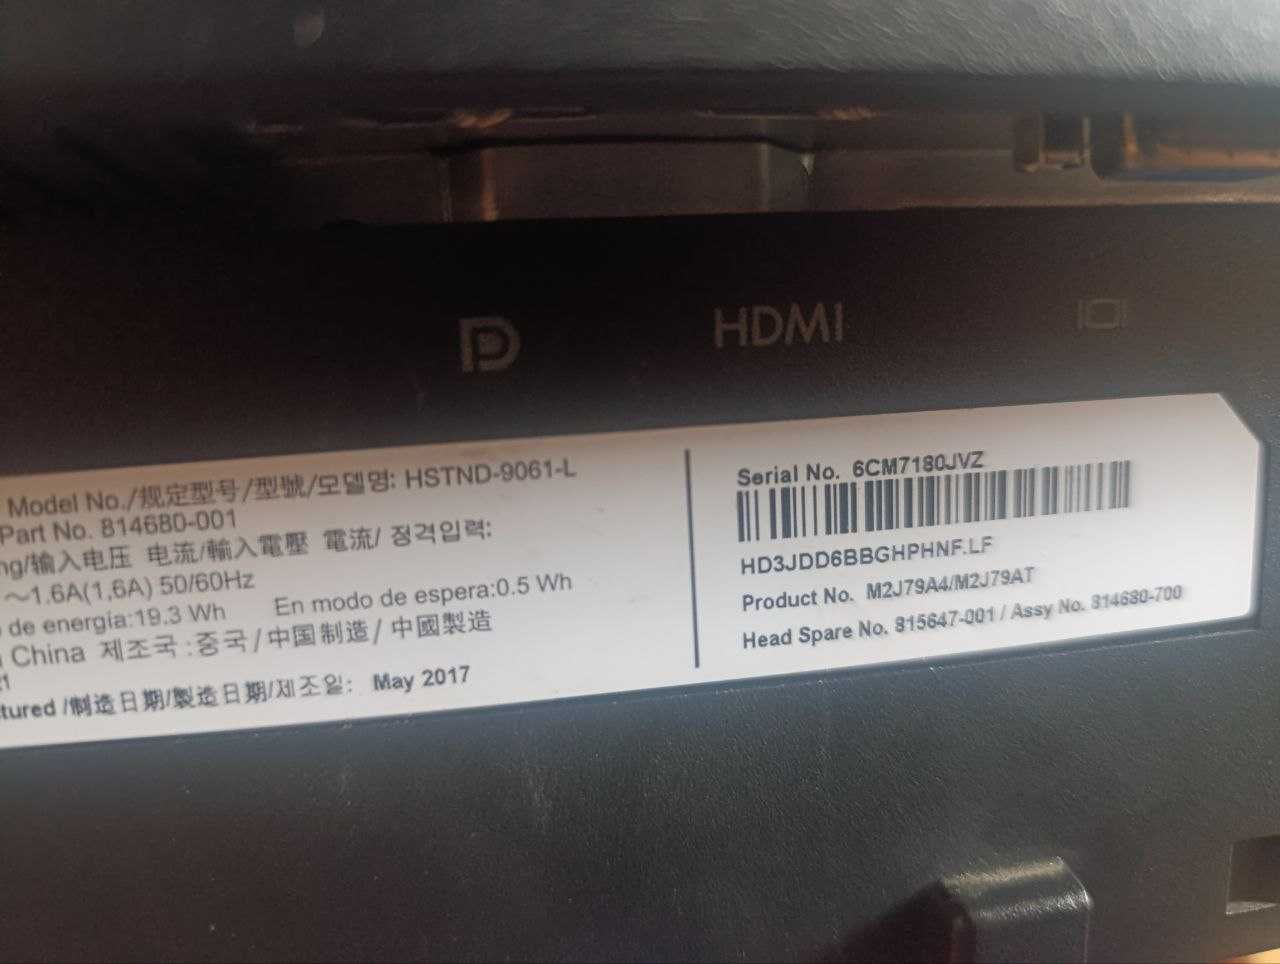 HDMI
Model No./规定型号/型號/모델명: HSTND-9061-L
Part No. 814680-001
ng/输入电压 电流/輸入電壓 電流/ 정격입력:
～1.6A(1,6A) 50/60Hz
de energía:19.3 Wh En modo de espera:0.5 Wh
China 제조국 :중국/中国制造/ 中國製造
tured /制造日期/製造日期/제조일: May 2017
Serial No. 6CM7180JVZ
HD3JDD6BBGHPHNF.LF
Product No. M2J79A4/M2J79AT
Head Spare No. 815647-001 / Assy No. 814680-700